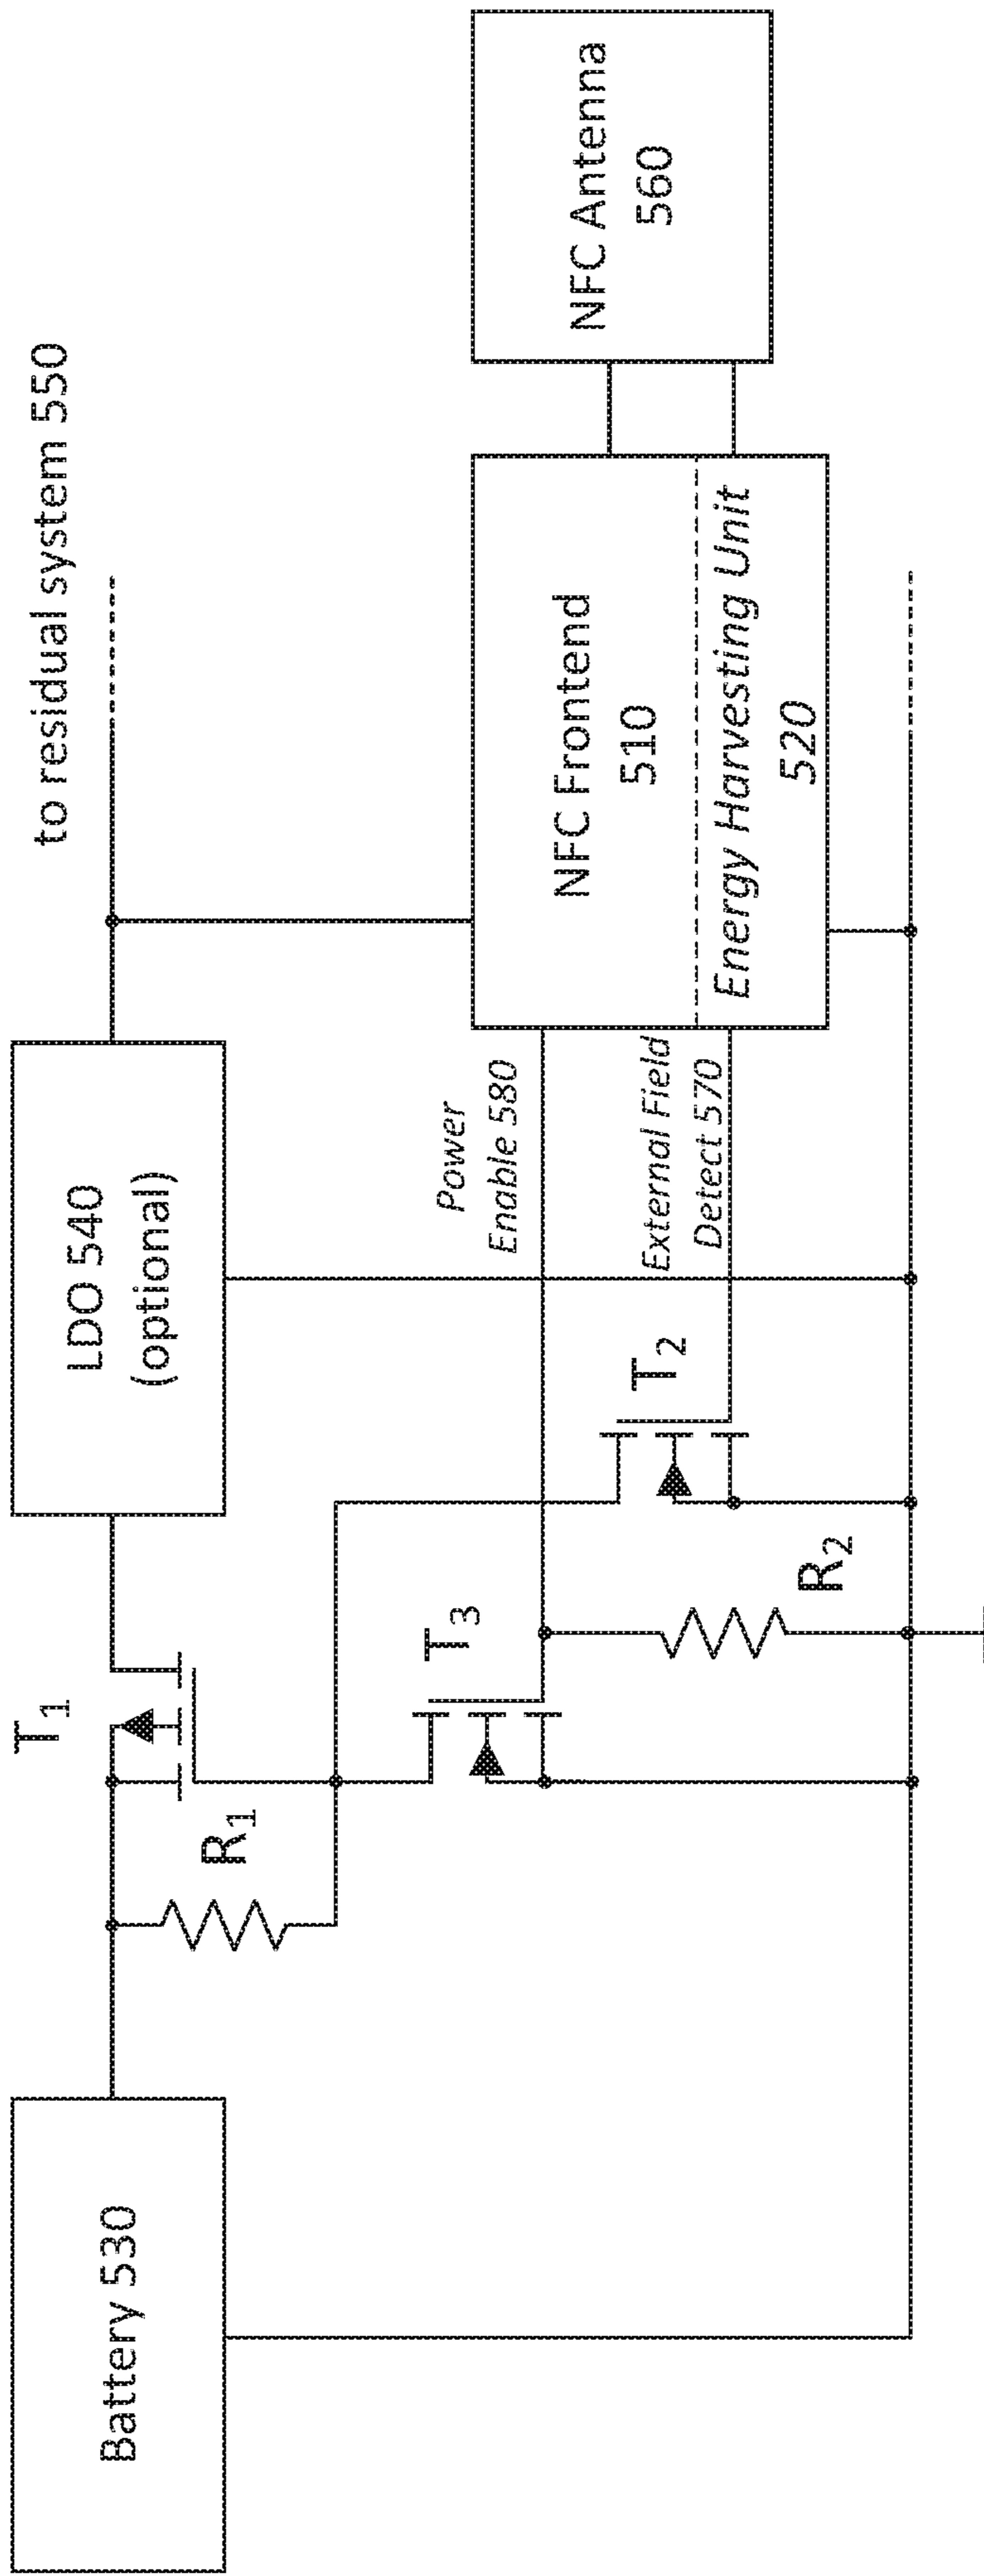 Battery 530
T1
R1
LDO 540
(optional)
to residual system 550
T3
R2
T2
Power
Enable 580
External Field
Detect 570
NFC Frontend
510
Energy Harvesting Unit
520
NFC Antenna
560